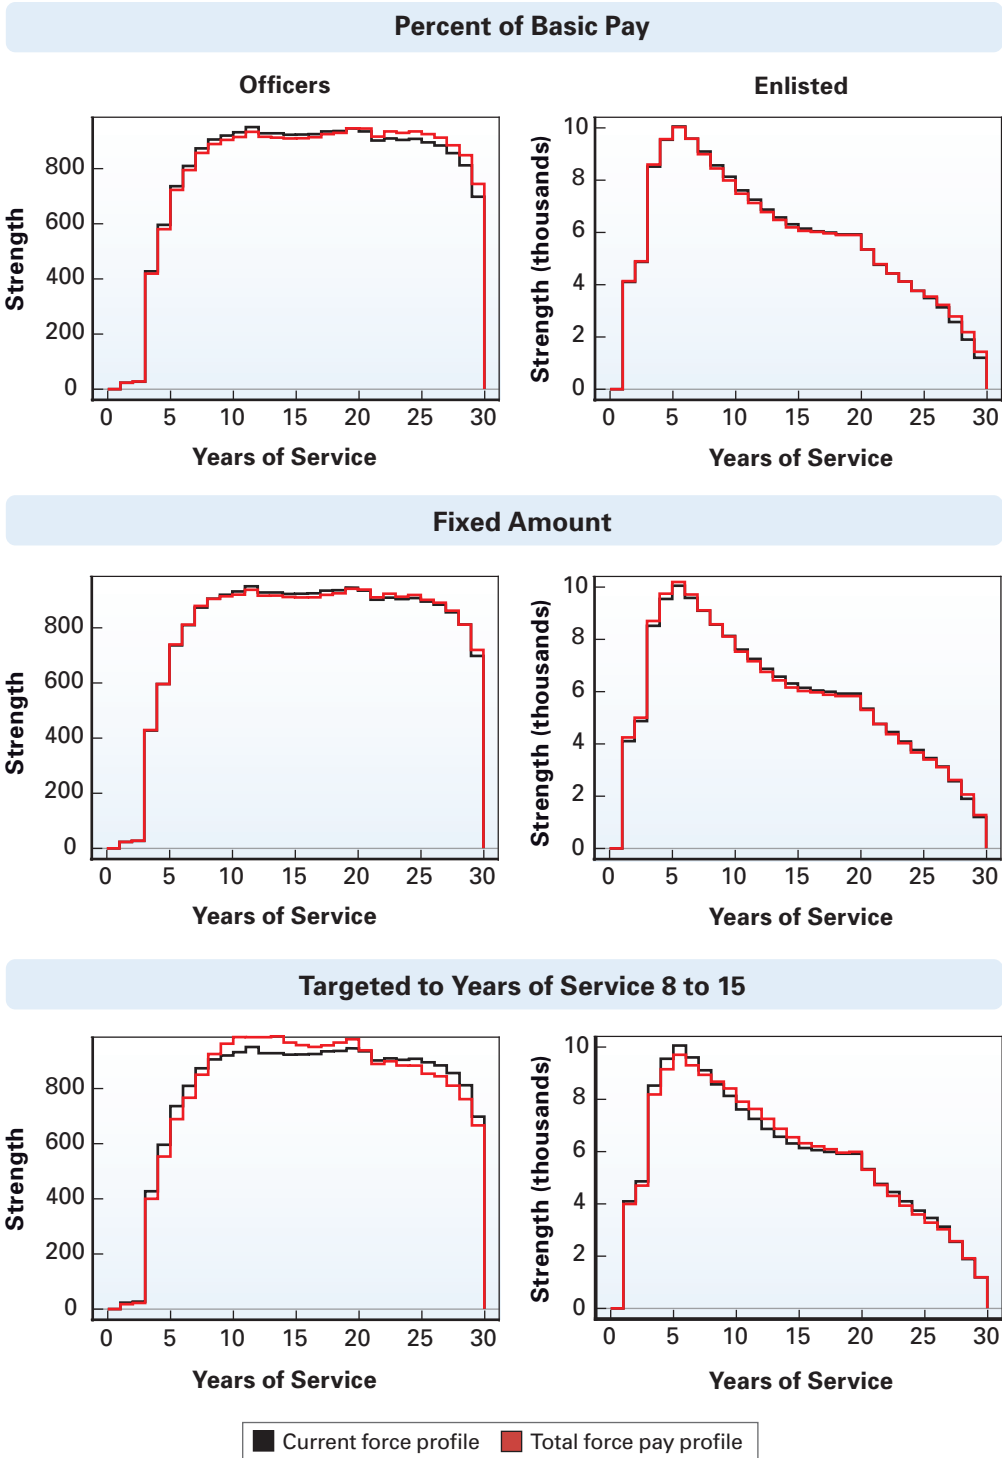 Percent of Basic Pay
Officers
Enlisted
Strength
800
600
400
200
0
0 5 10 15 20 25 30
Years of Service
Strength (thousands)
10
8
6
4
2
0
0 5 10 15 20 25 30
Years of Service
Fixed Amount
Strength
800
600
400
200
0
0 5 10 15 20 25 30
Years of Service
Strength (thousands)
10
8
6
4
2
0
0 5 10 15 20 25 30
Years of Service
Targeted to Years of Service 8 to 15
Strength
800
600
400
200
0
0 5 10 15 20 25 30
Years of Service
Strength (thousands)
10
8
6
4
2
0
0 5 10 15 20 25 30
Years of Service
Current force profile Total force pay profile